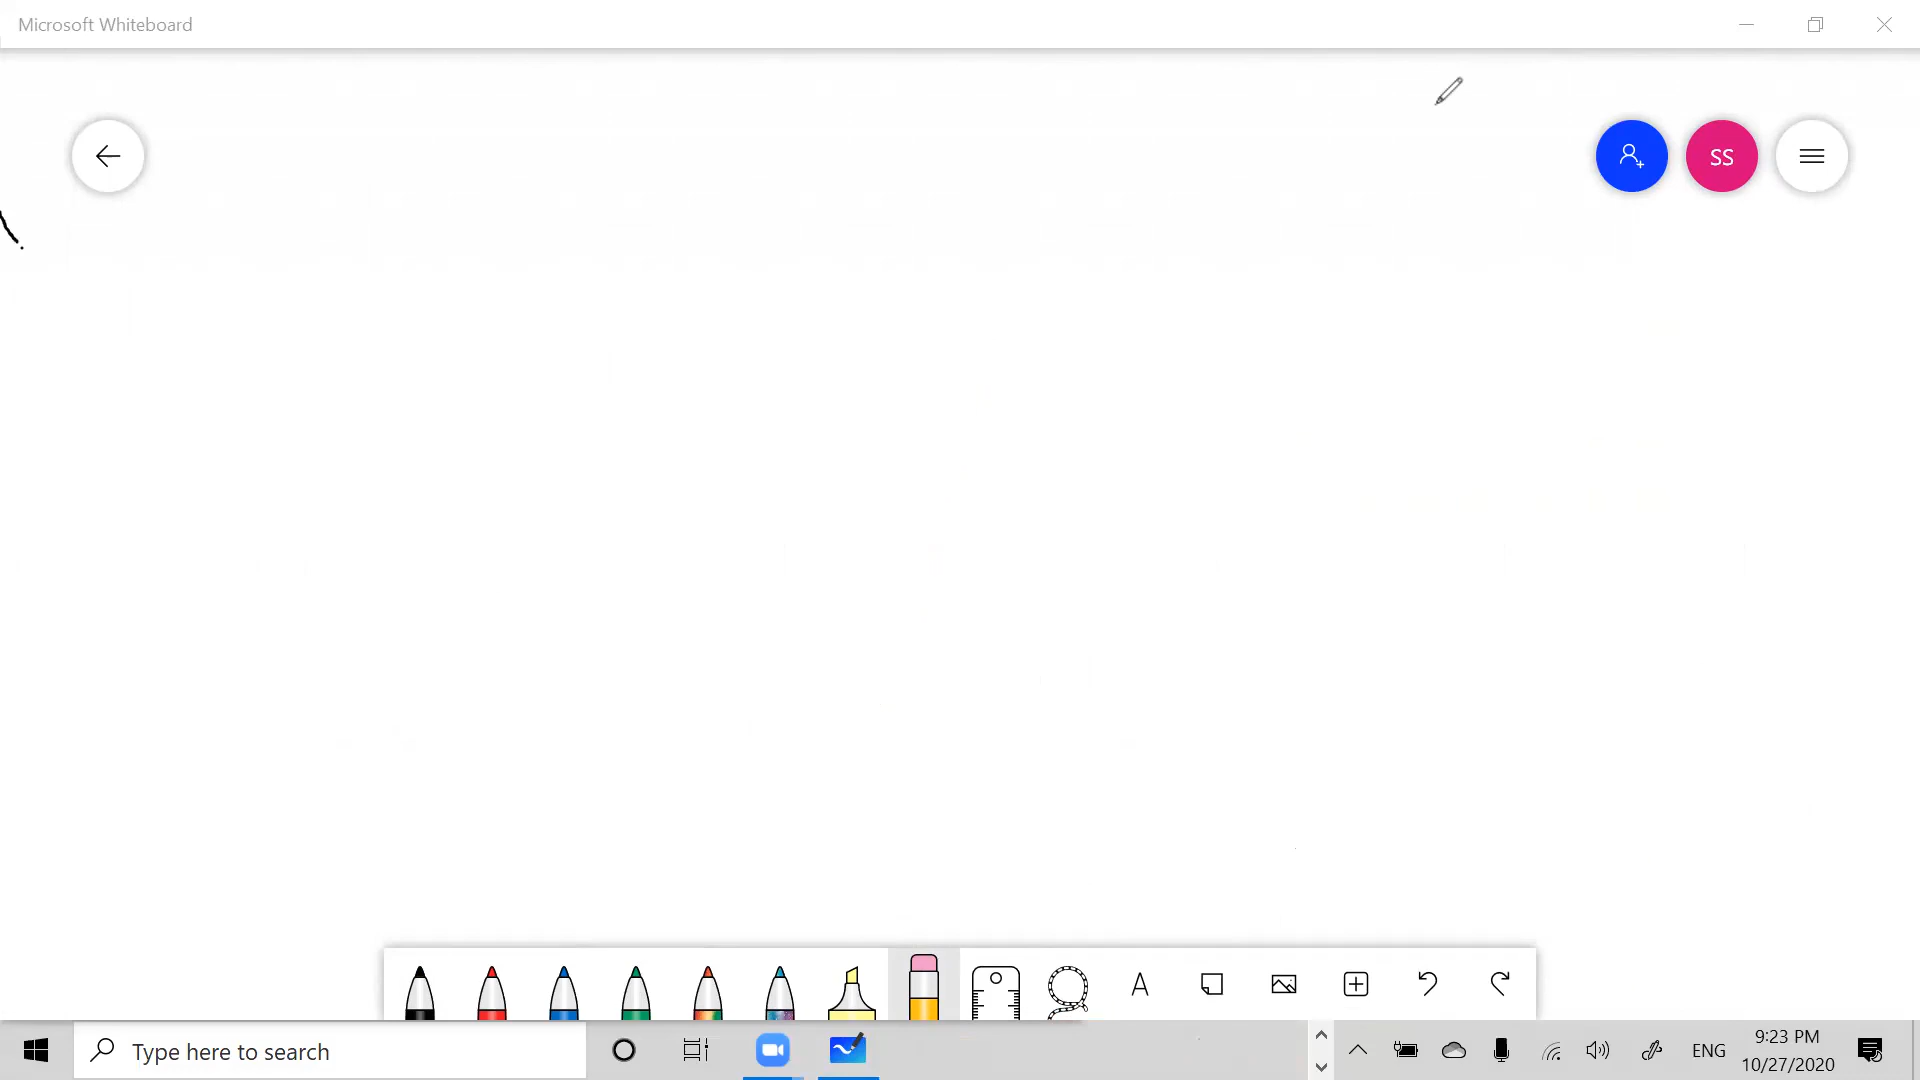 Microsoft Whiteboard
SS
A
Type here to search
ENG
9:23 PM
10/27/2020